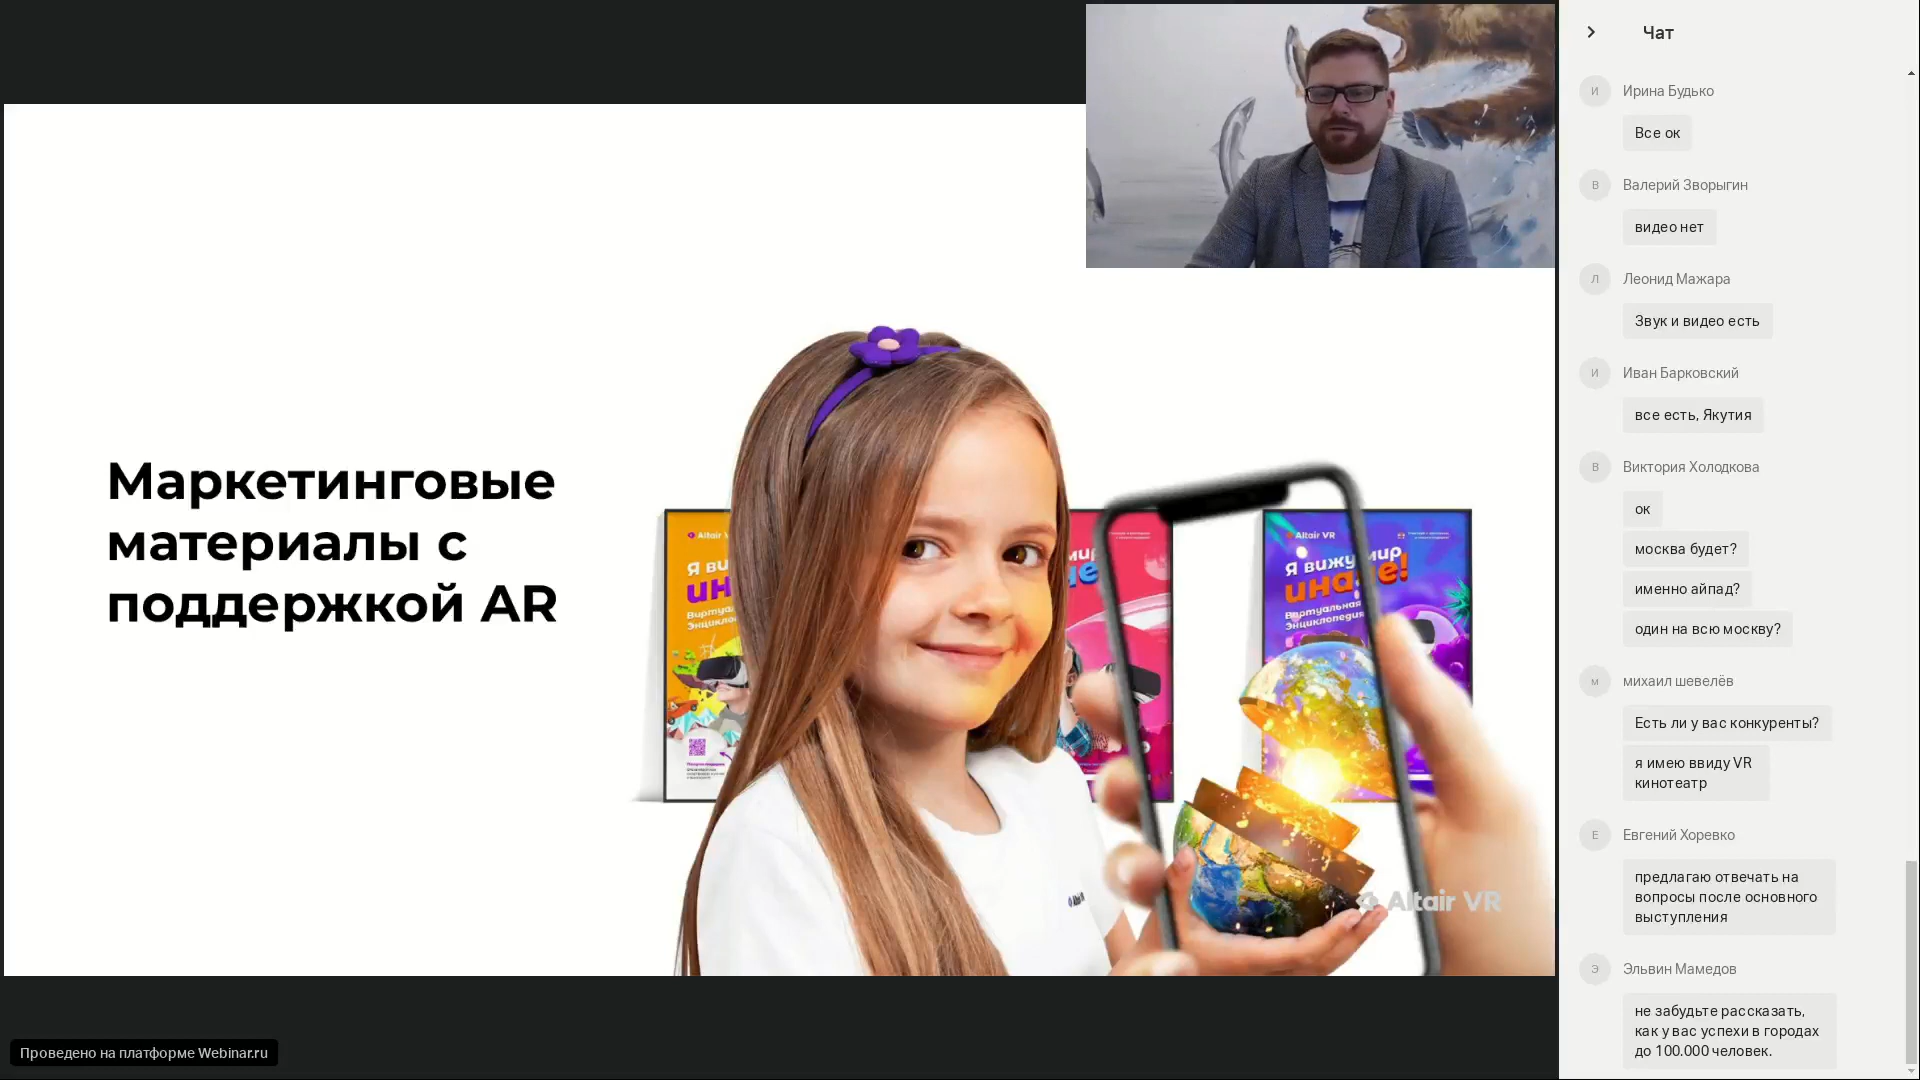 Маркетинговые
материалы с
поддержкой AR
Altair VR
Я вижу мир
иначе!
Виртуальная
Энциклопедия
Altair VR
Проведено на платформе Webinar.ru
Чат
И
Ирина Будько
Все ок
В
Валерий Зворыгин
видео нет
Л
Леонид Мажара
Звук и видео есть
И
Иван Барковский
все есть, Якутия
В
Виктория Холодкова
ок
москва будет?
именно айпад?
один на всю москву?
м
михаил шевелёв
Есть ли у вас конкуренты?
я имею ввиду VR
кинотеатр
Е
Евгений Хоревко
предлагаю отвечать на
вопросы после основного
выступления
Э
Эльвин Мамедов
не забудьте рассказать,
как у вас успехи в городах
до 100.000 человек.